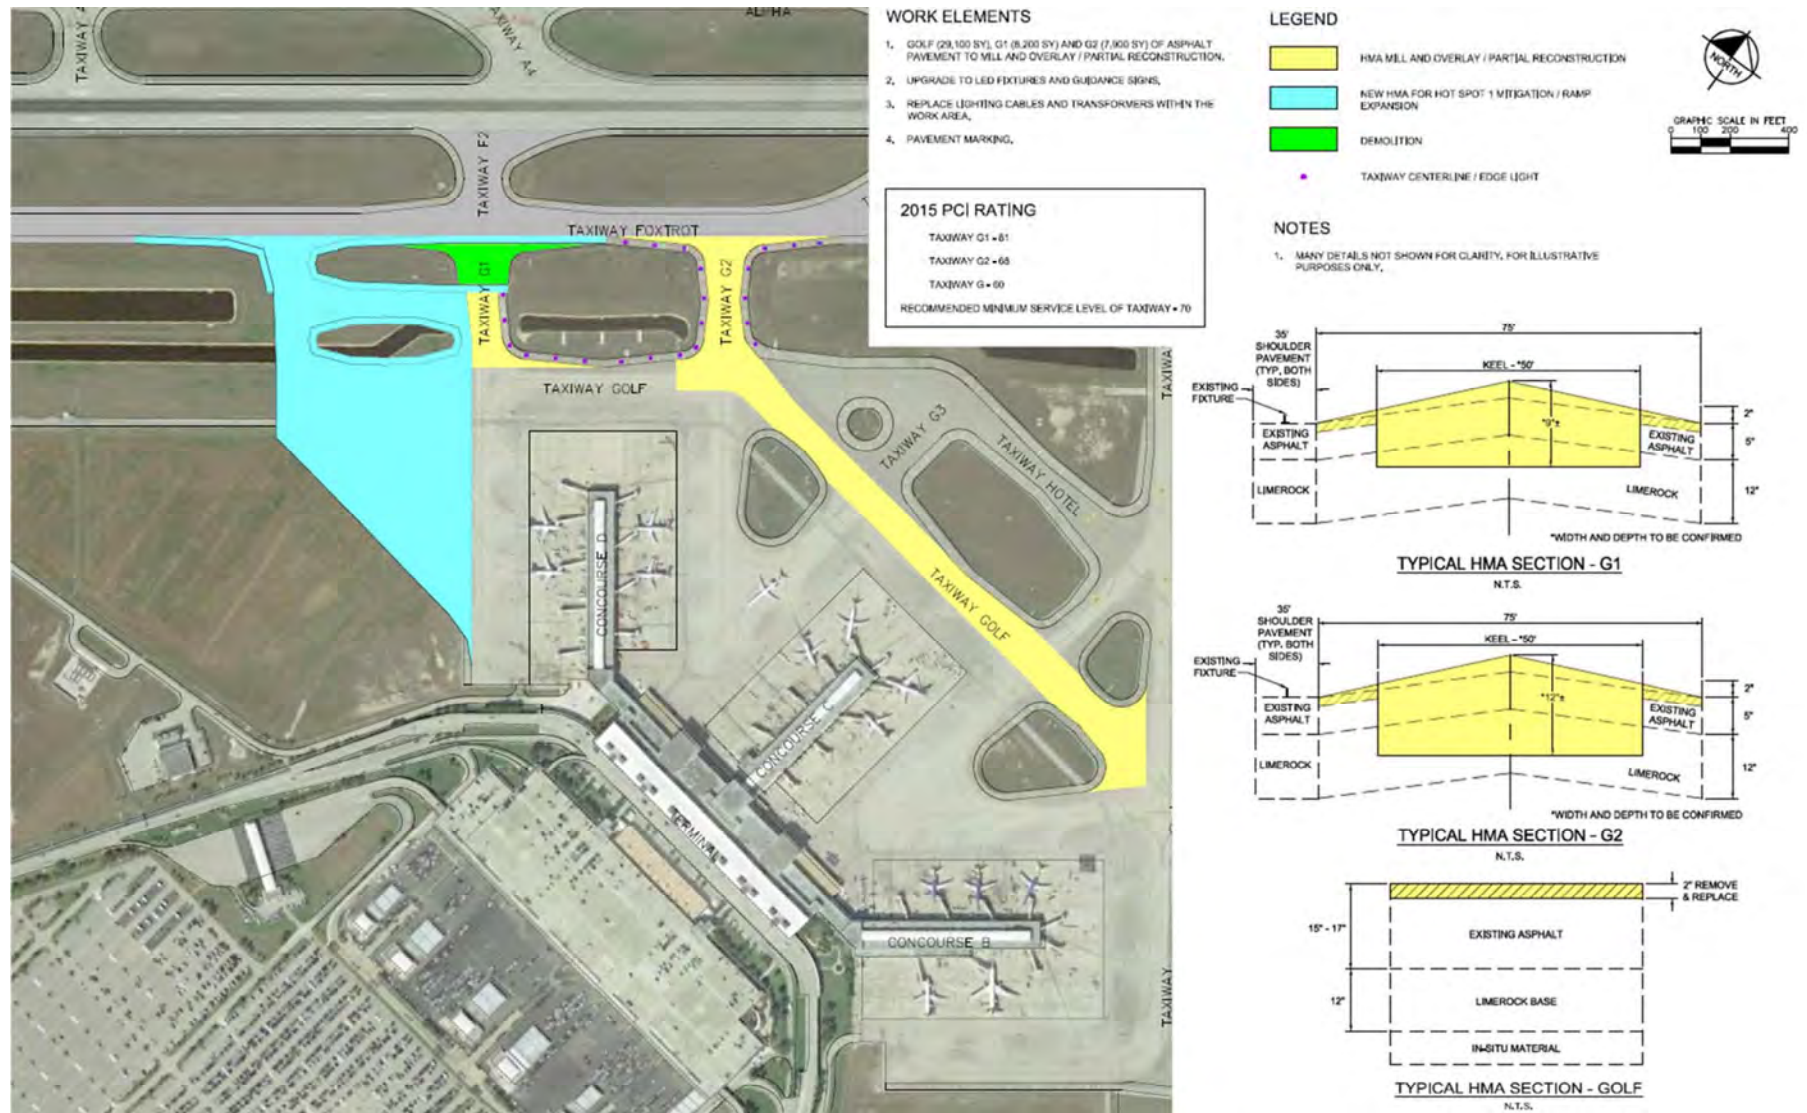 ALPHA
TAXIWAY A
TAXIWAY A4
TAXIWAY F2
TAXIWAY FOXTROT
TAXIWAY G1
TAXIWAY G2
TAXIWAY GOLF
TAXIWAY G3
TAXIWAY HOTEL
TAXIWAY GOLF
TAXIWA
TAXIWAY
CONCOURSE D
CONCOURSE C
TERMINAL
CONCOURSE B
WORK ELEMENTS
1. GOLF (29,100 SY), G1 (8,200 SY) AND G2 (7,900 SY) OF ASPHALT
PAVEMENT TO MILL AND OVERLAY / PARTIAL RECONSTRUCTION.
2. UPGRADE TO LED FIXTURES AND GUIDANCE SIGNS.
3. REPLACE LIGHTING CABLES AND TRANSFORMERS WITHIN THE
WORK AREA.
4. PAVEMENT MARKING.
2015 PCI RATING
TAXIWAY G1 - 81
TAXIWAY G2 - 68
TAXIWAY G - 60
RECOMMENDED MINIMUM SERVICE LEVEL OF TAXIWAY - 70
LEGEND
HMA MILL AND OVERLAY / PARTIAL RECONSTRUCTION
NEW HMA FOR HOT SPOT 1 MITIGATION / RAMP
EXPANSION
DEMOLITION
TAXIWAY CENTERLINE / EDGE LIGHT
NORTH
GRAPHIC SCALE IN FEET
0 100 200 400
NOTES
1. MANY DETAILS NOT SHOWN FOR CLARITY. FOR ILLUSTRATIVE
PURPOSES ONLY.
75'
35'
SHOULDER
PAVEMENT
(TYP. BOTH
SIDES)
KEEL - *50'
EXISTING
FIXTURE
*9"±
2"
EXISTING
ASPHALT
EXISTING
ASPHALT
5"
LIMEROCK
LIMEROCK
12"
*WIDTH AND DEPTH TO BE CONFIRMED
TYPICAL HMA SECTION - G1
N.T.S.
35'
SHOULDER
PAVEMENT
(TYP. BOTH
SIDES)
75'
KEEL - *50'
EXISTING
FIXTURE
*12"±
2"
EXISTING
ASPHALT
EXISTING
ASPHALT
5"
LIMEROCK
LIMEROCK
12"
*WIDTH AND DEPTH TO BE CONFIRMED
TYPICAL HMA SECTION - G2
N.T.S.
2" REMOVE
& REPLACE
15" - 17"
EXISTING ASPHALT
12"
LIMEROCK BASE
IN-SITU MATERIAL
TYPICAL HMA SECTION - GOLF
N.T.S.